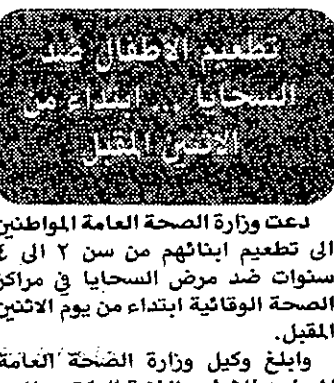 تطعيم الاطفال ضد
السحايا ... ابتداء من
الاثنين المقبل
دعت وزارة الصحة العامة المواطنين
الى تطعيم ابنائهم من سن ٢ الى ٤
سنوات ضد مرض السحايا في مراكز
الصحة الوقائية ابتداء من يوم الاثنين
المقبل.
وابلغ وكيل وزارة الصحة العامة